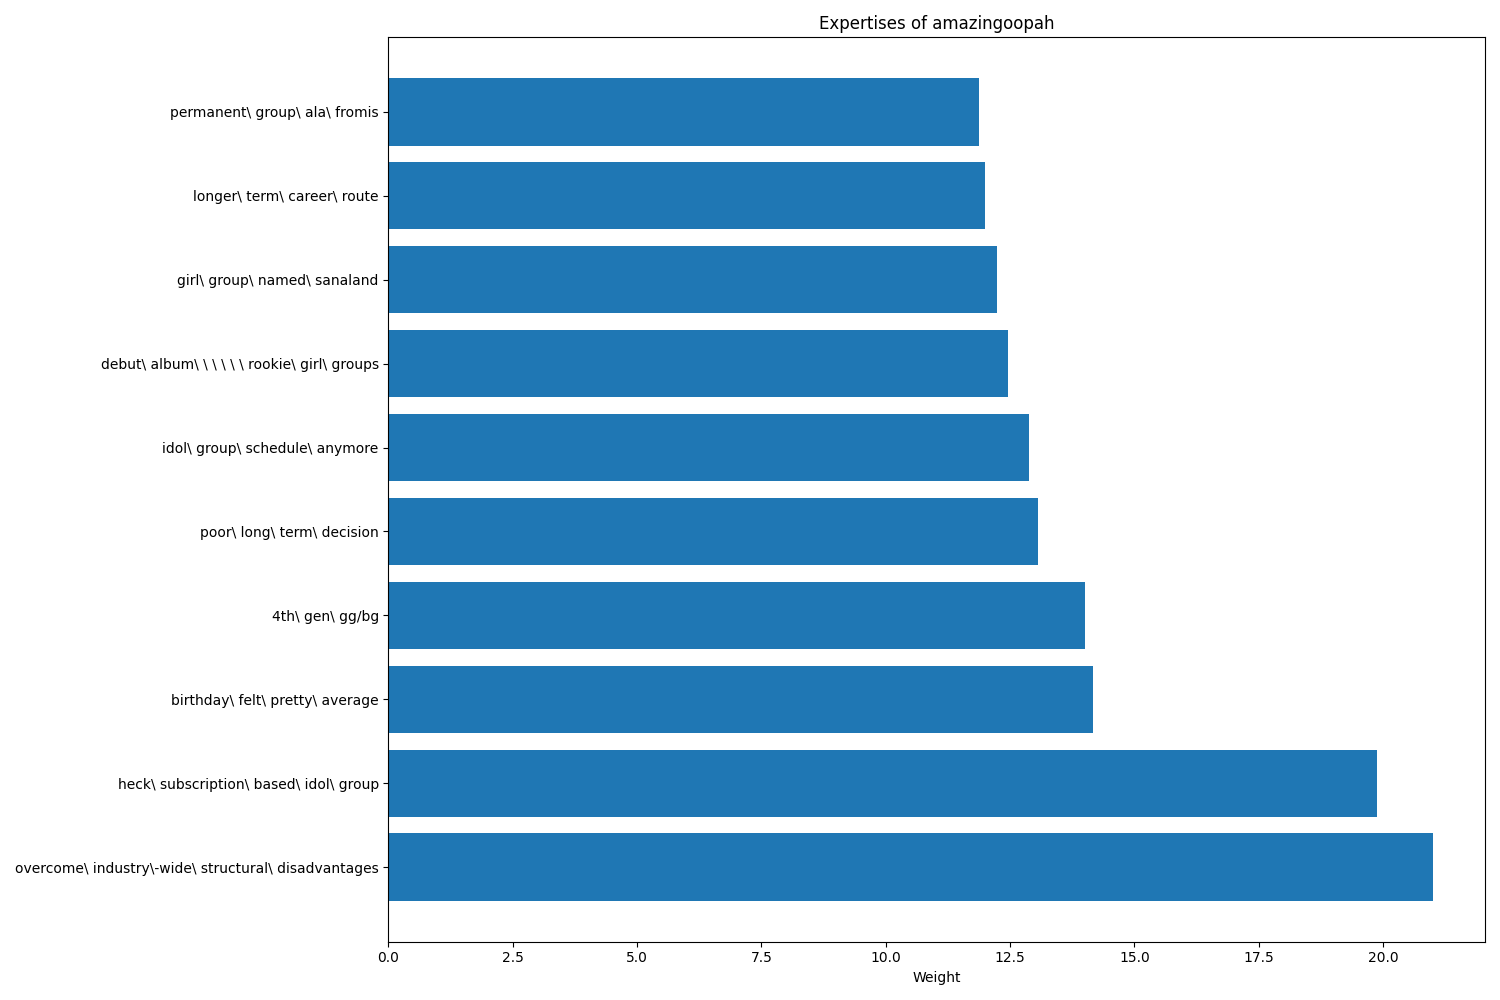 Expertises of amazingoopah
permanent\ group\ ala\ fromis
longer\ term\ career\ route
girl\ group\ named\ sanaland
debut\ album\ \ \ \ \ \ rookie\ girl\ groups
idol\ group\ schedule\ anymore
poor\ long\ term\ decision
4th\ gen\ gg/bg
birthday\ felt\ pretty\ average
heck\ subscription\ based\ idol\ group
overcome\ industry\-wide\ structural\ disadvantages
0.0 2.5 5.0 7.5 10.0 12.5 15.0 17.5 20.0
Weight